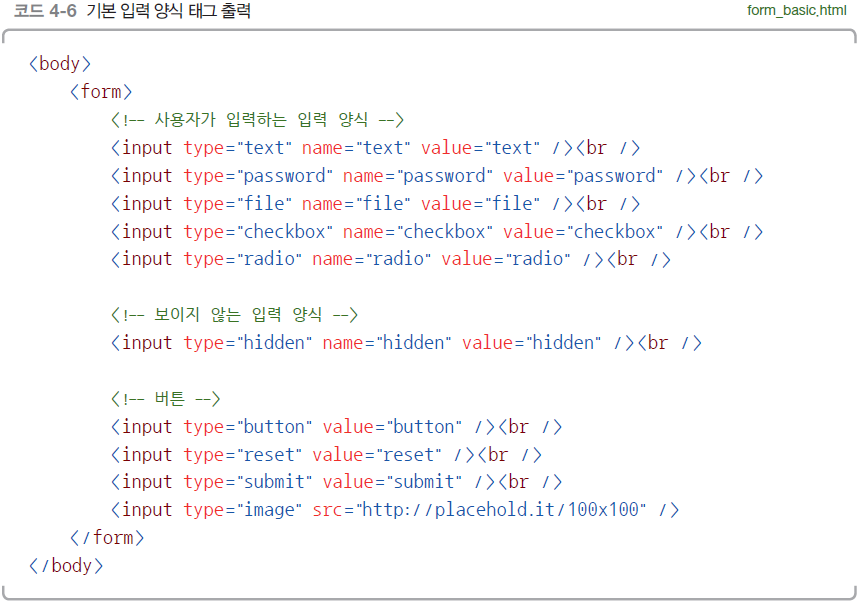 코드 4-6 기본 입력 양식 태그 출력 form_basic.html
<body>
<form>
<!-- 사용자가 입력하는 입력 양식 -->
<input type="text" name="text" value="text" /><br />
<input type="password" name="password" value="password" /><br />
<input type="file" name="file" value="file" /><br />
<input type="checkbox" name="checkbox" value="checkbox" /><br />
<input type="radio" name="radio" value="radio" /><br />
<!-- 보이지 않는 입력 양식 -->
<input type="hidden" name="hidden" value="hidden" /><br />
<!-- 버튼 -->
<input type="button" value="button" /><br />
<input type="reset" value="reset" /><br />
<input type="submit" value="submit" /><br />
<input type="image" src="http://placehold.it/100x100" />
</form>
</body>